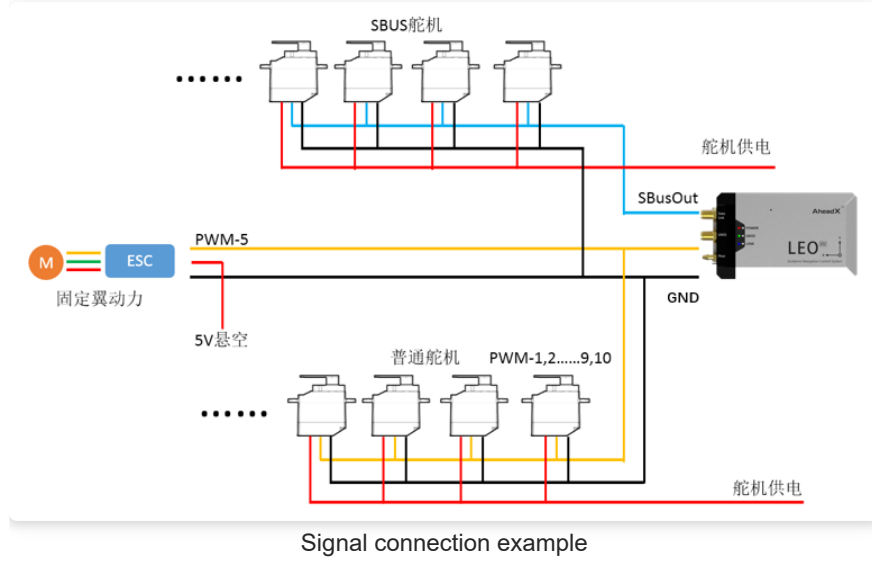 SBUS舵机
舵机供电
SBusOut
AheadX
LEO
PWM-5
M
ESC
GND
固定翼动力
5V悬空
普通舵机
PWM-1,2……9,10
舵机供电
Signal connection example